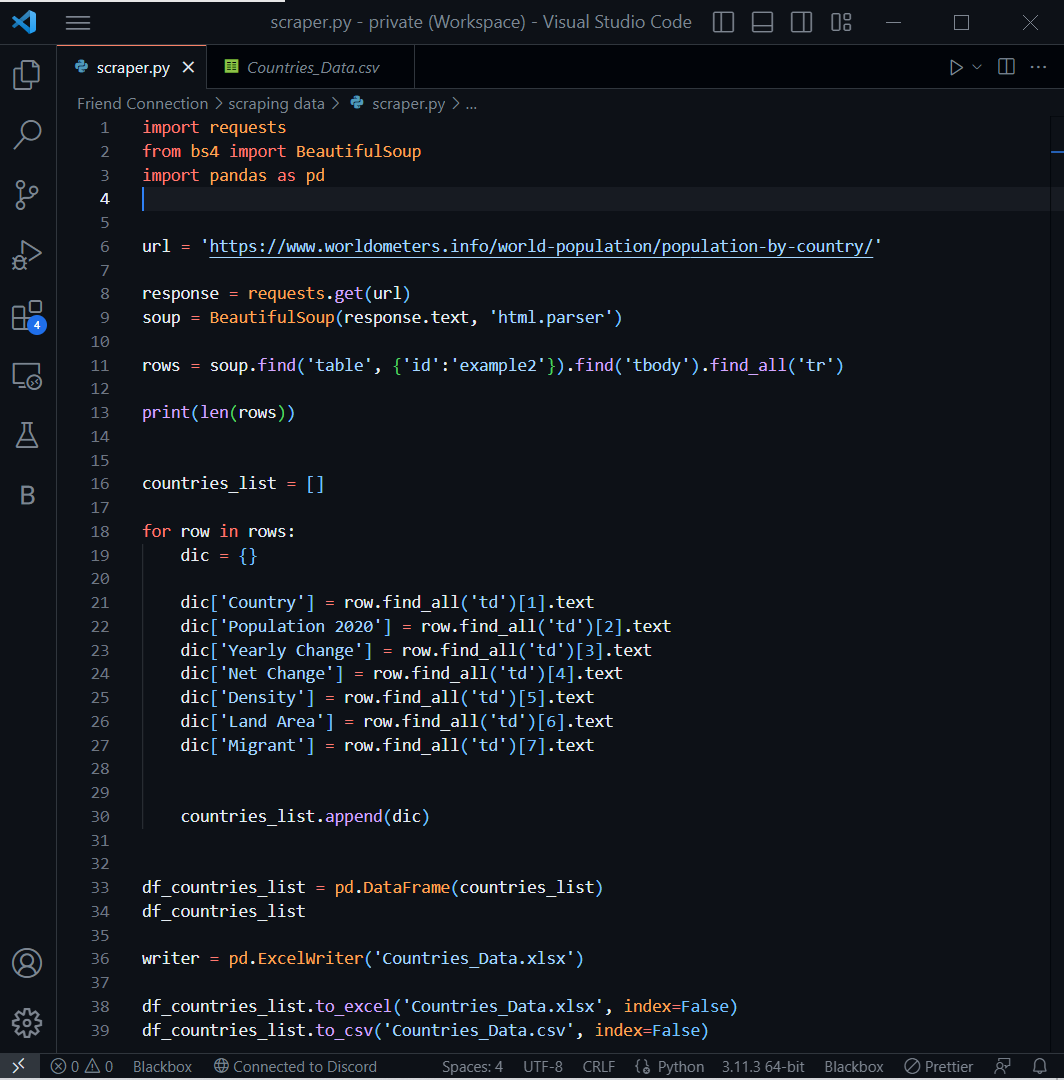 scraper.py - private (Workspace) - Visual Studio Code
scraper.py
Countries_Data.csv
Friend Connection > scraping data > scraper.py > ...
1 import requests
2 from bs4 import BeautifulSoup
3 import pandas as pd
4
5
6 url = 'https://www.worldometers.info/world-population/population-by-country/'
7
8 response = requests.get(url)
9 soup = BeautifulSoup(response.text, 'html.parser')
10
11 rows = soup.find('table', {'id':'example2'}).find('tbody').find_all('tr')
12
13 print(len(rows))
14
15
16 countries_list = []
17
18 for row in rows:
19     dic = {}
20
21     dic['Country'] = row.find_all('td')[1].text
22     dic['Population 2020'] = row.find_all('td')[2].text
23     dic['Yearly Change'] = row.find_all('td')[3].text
24     dic['Net Change'] = row.find_all('td')[4].text
25     dic['Density'] = row.find_all('td')[5].text
26     dic['Land Area'] = row.find_all('td')[6].text
27     dic['Migrant'] = row.find_all('td')[7].text
28
29
30     countries_list.append(dic)
31
32
33 df_countries_list = pd.DataFrame(countries_list)
34 df_countries_list
35
36 writer = pd.ExcelWriter('Countries_Data.xlsx')
37
38 df_countries_list.to_excel('Countries_Data.xlsx', index=False)
39 df_countries_list.to_csv('Countries_Data.csv', index=False)
4
B
0 0 Blackbox Connected to Discord Spaces: 4 UTF-8 CRLF {} Python 3.11.3 64-bit Blackbox Prettier